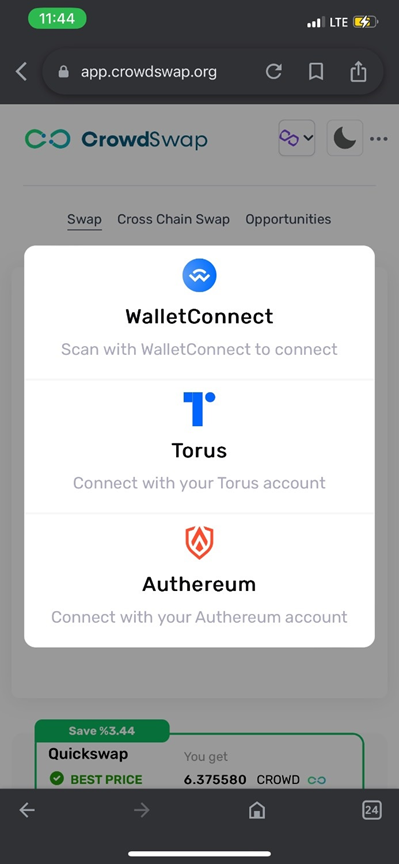 11:44
LTE
app.crowdswap.org
CrowdSwap
Swap Cross Chain Swap Opportunities
WalletConnect
Scan with WalletConnect to connect
Torus
Connect with your Torus account
Authereum
Connect with your Authereum account
Save %3.44
Quickswap You get
BEST PRICE 6.375580 CROWD
24